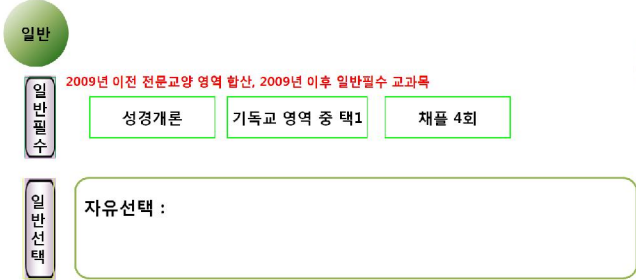 일반
2009년 이전 전문교양 영역 합산, 2009년 이후 일반필수 교과목
일반필수
성경개론
기독교 영역 중 택1
채플 4회
일반선택
자유선택 :